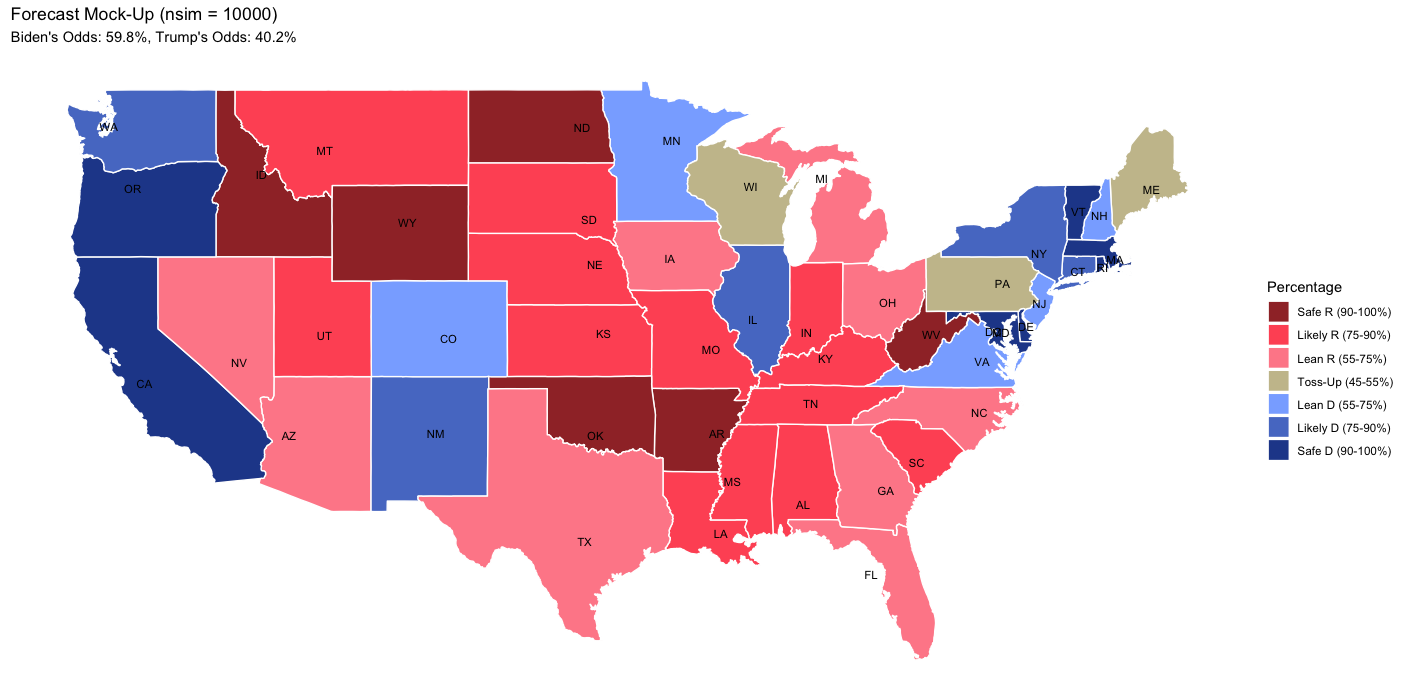 Forecast Mock-Up (nsim = 10000)
Biden's Odds: 59.8%, Trump's Odds: 40.2%
WA
MT
ND
MN
ME
OR
ID
WY
SD
WI
MI
VT
NH
NY
MA
CT
RI
IA
NE
PA
NJ
OH
NV
UT
CO
KS
MO
IL
IN
KY
WV
DC
MD
DE
VA
CA
AZ
NM
OK
AR
TN
NC
SC
TX
LA
MS
AL
GA
FL
Percentage
Safe R (90-100%)
Likely R (75-90%)
Lean R (55-75%)
Toss-Up (45-55%)
Lean D (55-75%)
Likely D (75-90%)
Safe D (90-100%)